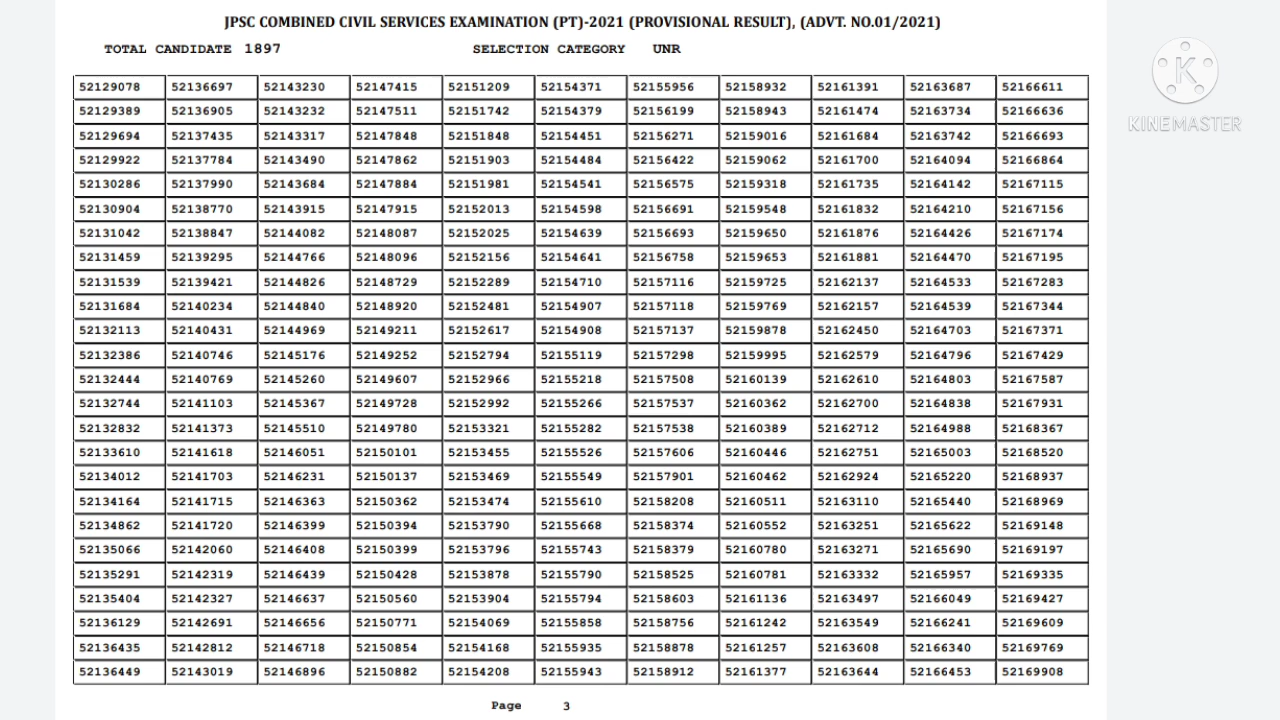 JPSC COMBINED CIVIL SERVICES EXAMINATION (PT)-2021 (PROVISIONAL RESULT), (ADVT. NO.01/2021)
TOTAL CANDIDATE 1897 SELECTION CATEGORY UNR
K
KINEMASTER
52129078 52136697 52143230 52147415 52151209 52154371 52155956 52158932 52161391 52163687 52166611
52129389 52136905 52143232 52147511 52151742 52154379 52156199 52158943 52161474 52163734 52166636
52129694 52137435 52143317 52147848 52151848 52154451 52156271 52159016 52161684 52163742 52166693
52129922 52137784 52143490 52147862 52151903 52154484 52156422 52159062 52161700 52164094 52166864
52130286 52137990 52143684 52147884 52151981 52154541 52156575 52159318 52161735 52164142 52167115
52130904 52138770 52143915 52147915 52152013 52154598 52156691 52159548 52161832 52164210 52167156
52131042 52138847 52144082 52148087 52152025 52154639 52156693 52159650 52161876 52164426 52167174
52131459 52139295 52144766 52148096 52152156 52154641 52156758 52159653 52161881 52164470 52167195
52131539 52139421 52144826 52148729 52152289 52154710 52157116 52159725 52162137 52164533 52167283
52131684 52140234 52144840 52148920 52152481 52154907 52157118 52159769 52162157 52164539 52167344
52132113 52140431 52144969 52149211 52152617 52154908 52157137 52159878 52162450 52164703 52167371
52132386 52140746 52145176 52149252 52152794 52155119 52157298 52159995 52162579 52164796 52167429
52132444 52140769 52145260 52149607 52152966 52155218 52157508 52160139 52162610 52164803 52167587
52132744 52141103 52145367 52149728 52152992 52155266 52157537 52160362 52162700 52164838 52167931
52132832 52141373 52145510 52149780 52153321 52155282 52157538 52160389 52162712 52164988 52168367
52133610 52141618 52146051 52150101 52153455 52155526 52157606 52160446 52162751 52165003 52168520
52134012 52141703 52146231 52150137 52153469 52155549 52157901 52160462 52162924 52165220 52168937
52134164 52141715 52146363 52150362 52153474 52155610 52158208 52160511 52163110 52165440 52168969
52134862 52141720 52146399 52150394 52153790 52155668 52158374 52160552 52163251 52165622 52169148
52135066 52142060 52146408 52150399 52153796 52155743 52158379 52160780 52163271 52165690 52169197
52135291 52142319 52146439 52150428 52153878 52155790 52158525 52160781 52163332 52165957 52169335
52135404 52142327 52146637 52150560 52153904 52155794 52158603 52161136 52163497 52166049 52169427
52136129 52142691 52146656 52150771 52154069 52155858 52158756 52161242 52163549 52166241 52169609
52136435 52142812 52146718 52150854 52154168 52155935 52158878 52161257 52163608 52166340 52169769
52136449 52143019 52146896 52150882 52154208 52155943 52158912 52161377 52163644 52166453 52169908
Page 3